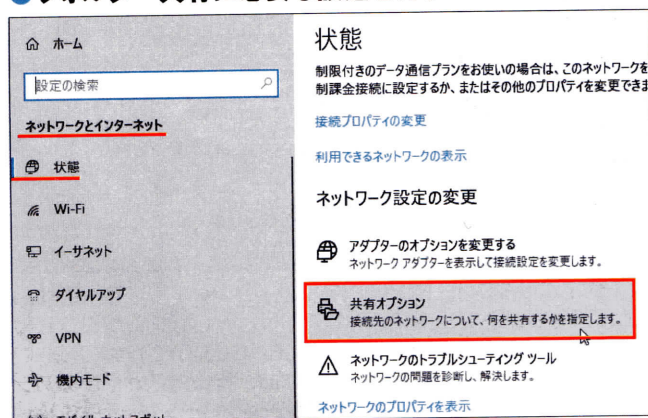 ホーム
設定の検索
ネットワークとインターネット
状態
Wi-Fi
イーサネット
ダイヤルアップ
VPN
機内モード
状態
制限付きのデータ通信プランをお使いの場合は、このネットワークを
制課金接続に設定するか、またはその他のプロパティを変更できま
接続プロパティの変更
利用できるネットワークの表示
ネットワーク設定の変更
アダプターのオプションを変更する
ネットワーク アダプターを表示して接続設定を変更します。
共有オプション
接続先のネットワークについて、何を共有するかを指定します。
ネットワークのトラブルシューティング ツール
ネットワークの問題を診断し、解決します。
ネットワークのプロパティを表示